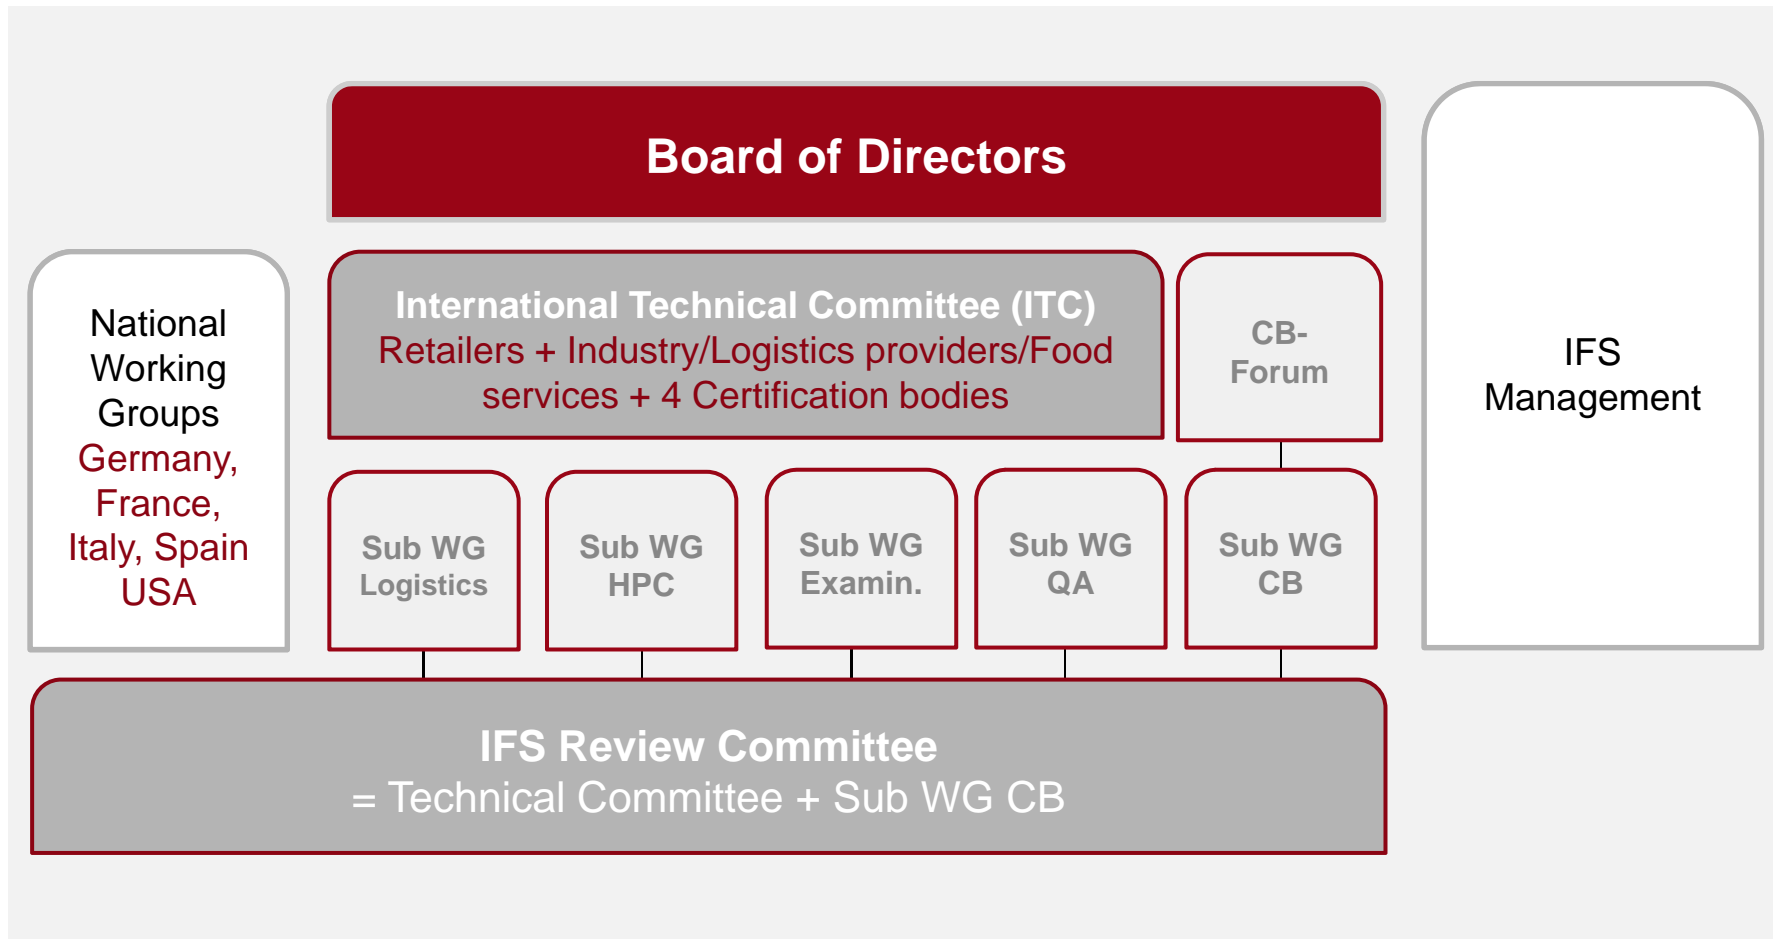 Board of Directors
National
Working
Groups
Germany,
France,
Italy, Spain
USA
International Technical Committee (ITC)
Retailers + Industry/Logistics providers/Food
services + 4 Certification bodies
CB-
Forum
IFS
Management
Sub WG
Logistics
Sub WG
HPC
Sub WG
Examin.
Sub WG
QA
Sub WG
CB
IFS Review Committee
= Technical Committee + Sub WG CB